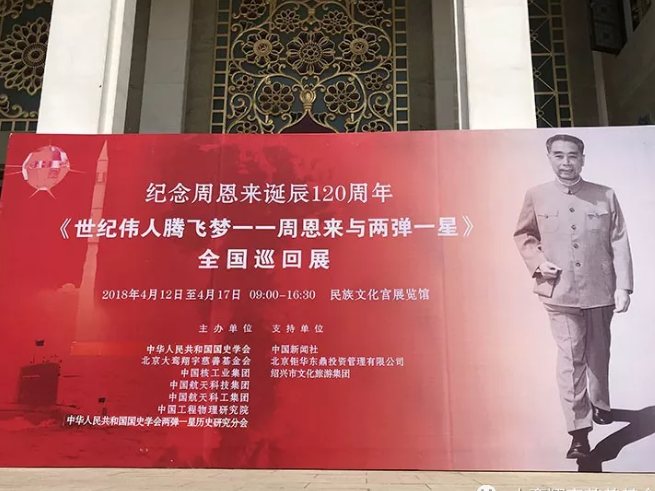 纪念周恩来诞辰120周年
《世纪伟人腾飞梦——周恩来与两弹一星》
全国巡回展
2018年4月12日至4月17日 09:00-16:30 民族文化宫展览馆
主办单位 支持单位
中华人民共和国国史学会 中国新闻社
北京大鸾翔宇慈善基金会 北京钜华东鼎投资管理有限公司
中国核工业集团 绍兴市文化旅游集团
中国航天科技集团
中国航天科工集团
中国工程物理研究院
中华人民共和国国史学会两弹一星历史研究分会